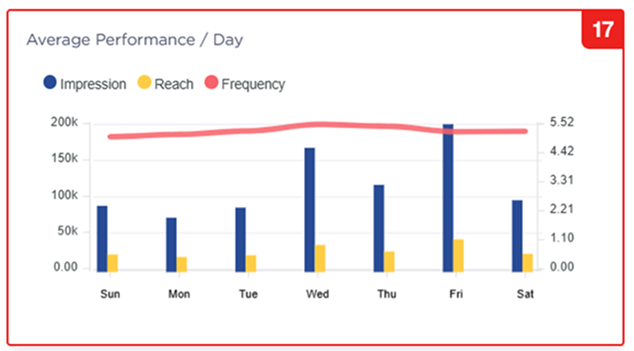 17
Average Performance / Day
Impression Reach Frequency
200k 5.52
150k 4.42
3.31
100k
2.21
50k
1.10
0.00 0.00
Sun Mon Tue Wed Thu Fri Sat